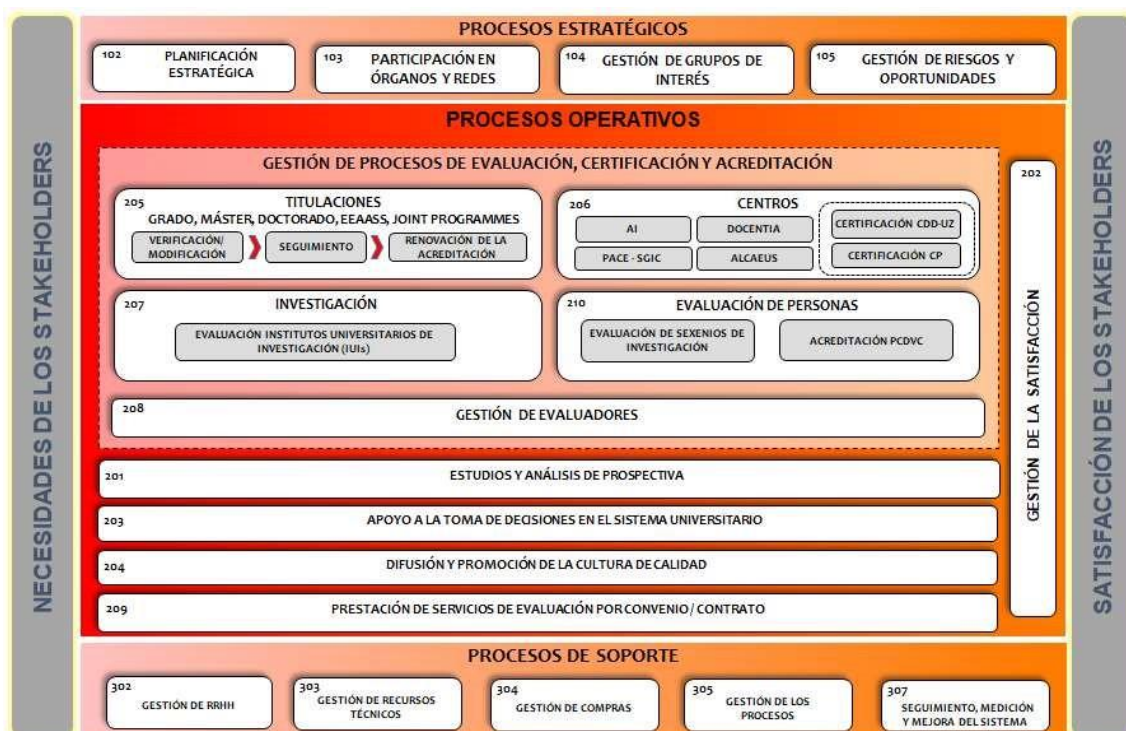 NECESIDADES DE LOS STAKEHOLDERS
PROCESOS ESTRATÉGICOS
102
PLANIFICACIÓN
ESTRATÉGICA
103
PARTICIPACIÓN EN
ÓRGANOS Y REDES
104
GESTIÓN DE GRUPOS DE
INTERÉS
105
GESTIÓN DE RIESGOS Y
OPORTUNIDADES
PROCESOS OPERATIVOS
GESTIÓN DE PROCESOS DE EVALUACIÓN, CERTIFICACIÓN Y ACREDITACIÓN
205
TITULACIONES
GRADO, MÁSTER, DOCTORADO, EEAASS, JOINT PROGRAMMES
VERIFICACIÓN/
MODIFICACIÓN
SEGUIMIENTO
RENOVACIÓN DE LA
ACREDITACIÓN
206
CENTROS
AI
DOCENTIA
PACE - SGIC
ALCAEUS
CERTIFICACIÓN CDD-UZ
CERTIFICACIÓN CP
207
INVESTIGACIÓN
EVALUACIÓN INSTITUTOS UNIVERSITARIOS DE
INVESTIGACIÓN (IUIs)
210
EVALUACIÓN DE PERSONAS
EVALUACIÓN DE SEXENIOS DE
INVESTIGACIÓN
ACREDITACIÓN PCDVC
208
GESTIÓN DE EVALUADORES
201
ESTUDIOS Y ANÁLISIS DE PROSPECTIVA
203
APOYO A LA TOMA DE DECISIONES EN EL SISTEMA UNIVERSITARIO
204
DIFUSIÓN Y PROMOCIÓN DE LA CULTURA DE CALIDAD
209
PRESTACIÓN DE SERVICIOS DE EVALUACIÓN POR CONVENIO/ CONTRATO
202
GESTIÓN DE LA SATISFACCIÓN
PROCESOS DE SOPORTE
302
GESTIÓN DE RRHH
303
GESTIÓN DE RECURSOS
TÉCNICOS
304
GESTIÓN DE COMPRAS
305
GESTIÓN DE LOS
PROCESOS
307
SEGUIMIENTO, MEDICIÓN
Y MEJORA DEL SISTEMA
SATISFACCIÓN DE LOS STAKEHOLDERS